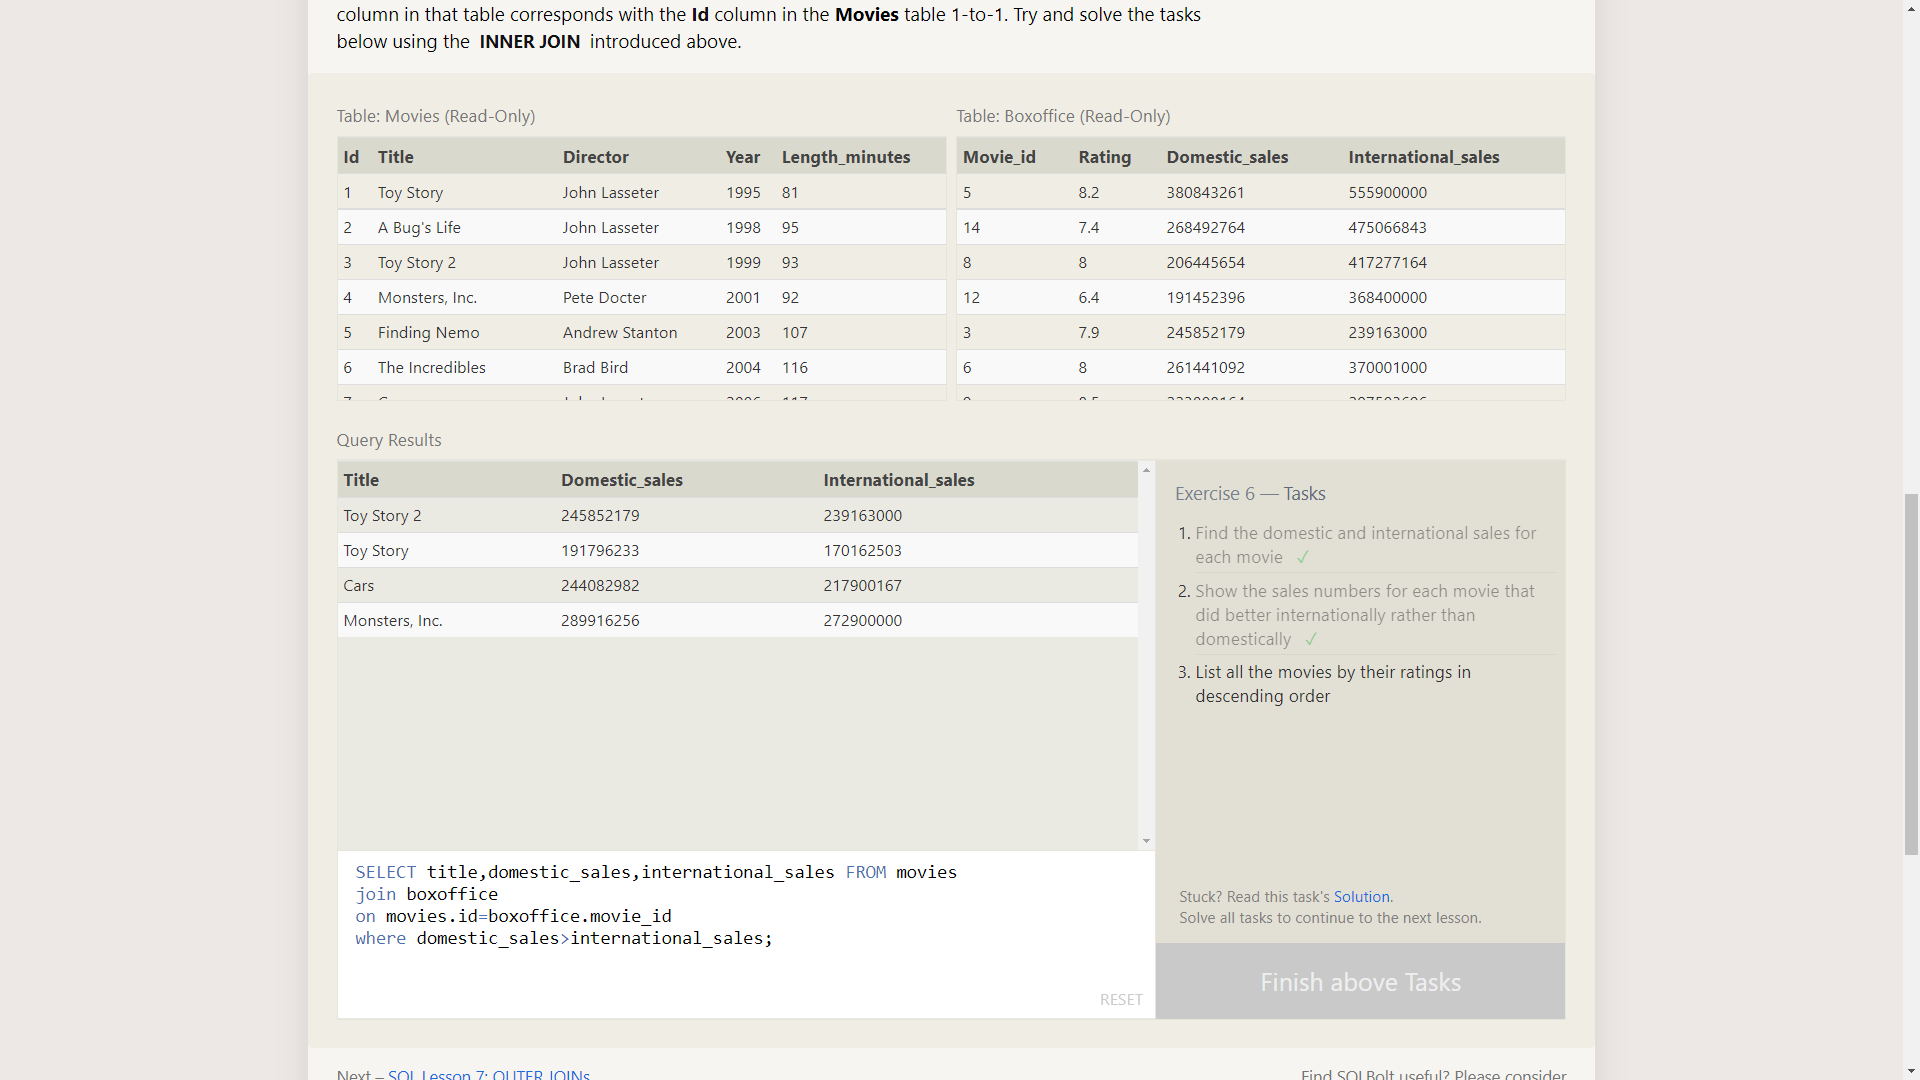 column in that table corresponds with the Id column in the Movies table 1-to-1. Try and solve the tasks
below using the INNER JOIN introduced above.
Table: Movies (Read-Only)
Id Title Director Year Length_minutes
1 Toy Story John Lasseter 1995 81
2 A Bug's Life John Lasseter 1998 95
3 Toy Story 2 John Lasseter 1999 93
4 Monsters, Inc. Pete Docter 2001 92
5 Finding Nemo Andrew Stanton 2003 107
6 The Incredibles Brad Bird 2004 116
Table: Boxoffice (Read-Only)
Movie_id Rating Domestic_sales International_sales
5 8.2 380843261 555900000
14 7.4 268492764 475066843
8 8 206445654 417277164
12 6.4 191452396 368400000
3 7.9 245852179 239163000
6 8 261441092 370001000
Query Results
Title Domestic_sales International_sales
Toy Story 2 245852179 239163000
Toy Story 191796233 170162503
Cars 244082982 217900167
Monsters, Inc. 289916256 272900000
SELECT title,domestic_sales,international_sales FROM movies
join boxoffice
on movies.id=boxoffice.movie_id
where domestic_sales>international_sales;
RESET
Exercise 6 — Tasks
1. Find the domestic and international sales for
each movie ✓
2. Show the sales numbers for each movie that
did better internationally rather than
domestically ✓
3. List all the movies by their ratings in
descending order
Stuck? Read this task's Solution.
Solve all tasks to continue to the next lesson.
Finish above Tasks
Next – SQL Lesson 7: OUTER JOINs
Find SQLBolt useful? Please consider